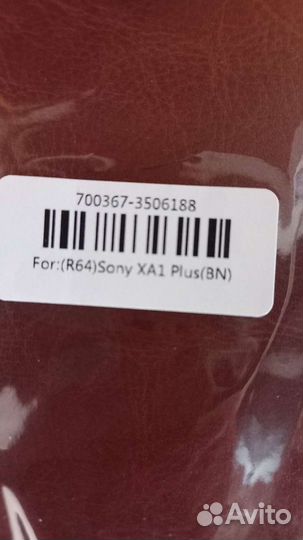 700367-3506188
For:(R64)Sony XA1 Plus(BN)
Avito